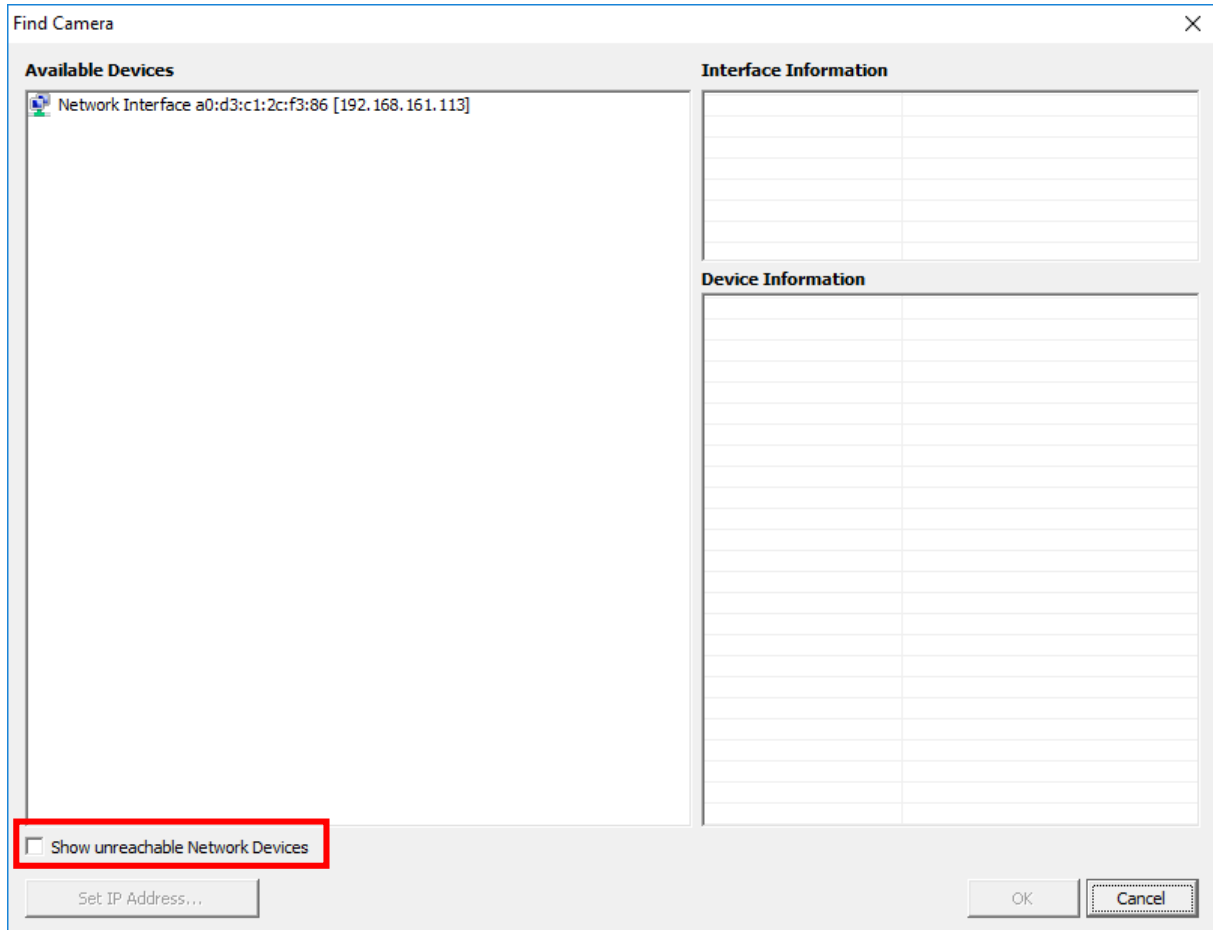 Find Camera
Available Devices
Network Interface a0:d3:c1:2c:f3:86 [192.168.161.113]
Interface Information
Device Information
Show unreachable Network Devices
Set IP Address...
OK
Cancel